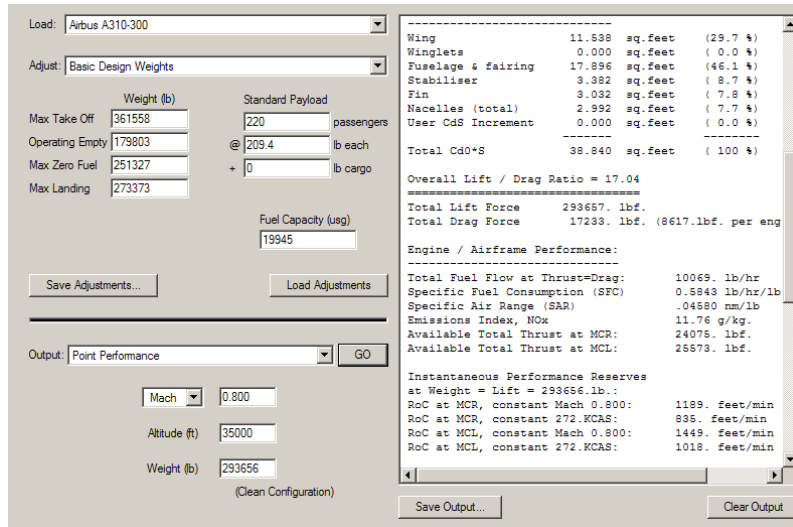 Load: Airbus A310-300
Adjust: Basic Design Weights
Weight (lb)
Standard Payload
Max Take Off 361558
220 passengers
Operating Empty 179803
@ 209.4 lb each
Max Zero Fuel 251327
+ 0 lb cargo
Max Landing 273373
Fuel Capacity (usg)
19945
Save Adjustments...
Load Adjustments
Output: Point Performance
GO
Mach 0.800
Altitude (ft) 35000
Weight (lb) 293656
(Clean Configuration)
----------------------------
Wing 11.538 sq.feet (29.7 %)
Winglets 0.000 sq.feet ( 0.0 %)
Fuselage & fairing 17.896 sq.feet (46.1 %)
Stabiliser 3.382 sq.feet ( 8.7 %)
Fin 3.032 sq.feet ( 7.8 %)
Nacelles (total) 2.992 sq.feet ( 7.7 %)
User CdS Increment 0.000 sq.feet ( 0.0 %)
------- --------
Total Cd0*S 38.840 sq.feet ( 100 %)
Overall Lift / Drag Ratio = 17.04
=================================
Total Lift Force 293657. lbf.
Total Drag Force 17233. lbf. (8617.lbf. per eng
Engine / Airframe Performance:
-----------------------------
Total Fuel Flow at Thrust=Drag: 10069. lb/hr
Specific Fuel Consumption (SFC) 0.5843 lb/hr/lb
Specific Air Range (SAR) .04580 nm/lb
Emissions Index, NOx 11.76 g/kg.
Available Total Thrust at MCR: 24075. lbf.
Available Total Thrust at MCL: 25573. lbf.
Instantaneous Performance Reserves
at Weight = Lift = 293656.lb.:
RoC at MCR, constant Mach 0.800: 1189. feet/min
RoC at MCR, constant 272.KCAS: 835. feet/min
RoC at MCL, constant Mach 0.800: 1449. feet/min
RoC at MCL, constant 272.KCAS: 1018. feet/min
Save Output...
Clear Output